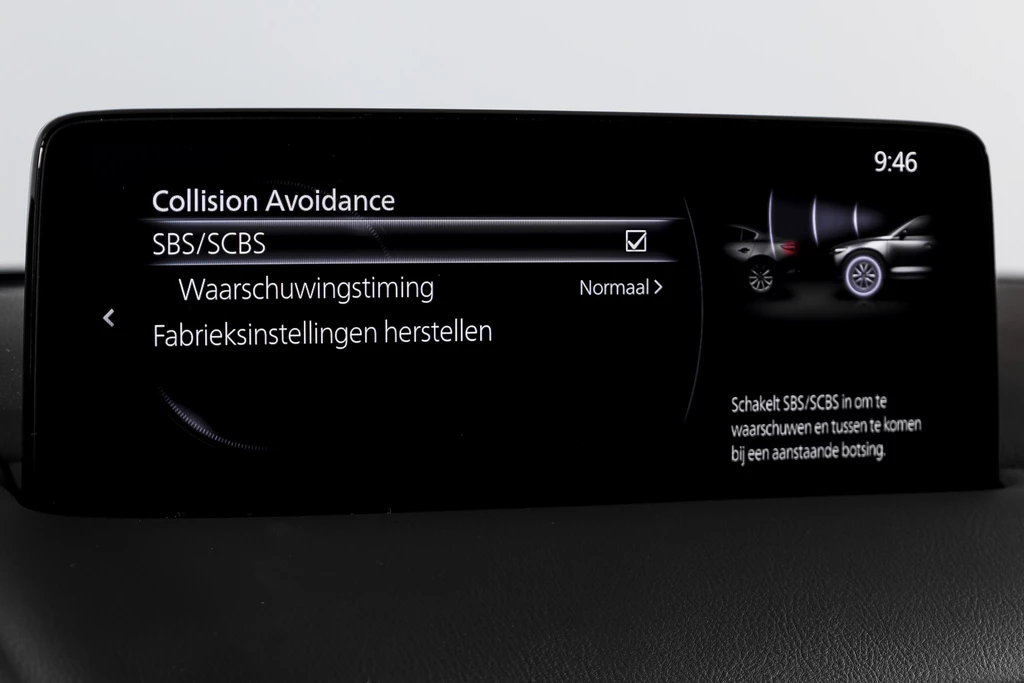 9:46
Collision Avoidance
SBS/SCBS
Waarschuwingstiming Normaal >
Fabrieksinstellingen herstellen
Schakelt SBS/SCBS in om te
waarschuwen en tussen te komen
bij een aanstaande botsing.